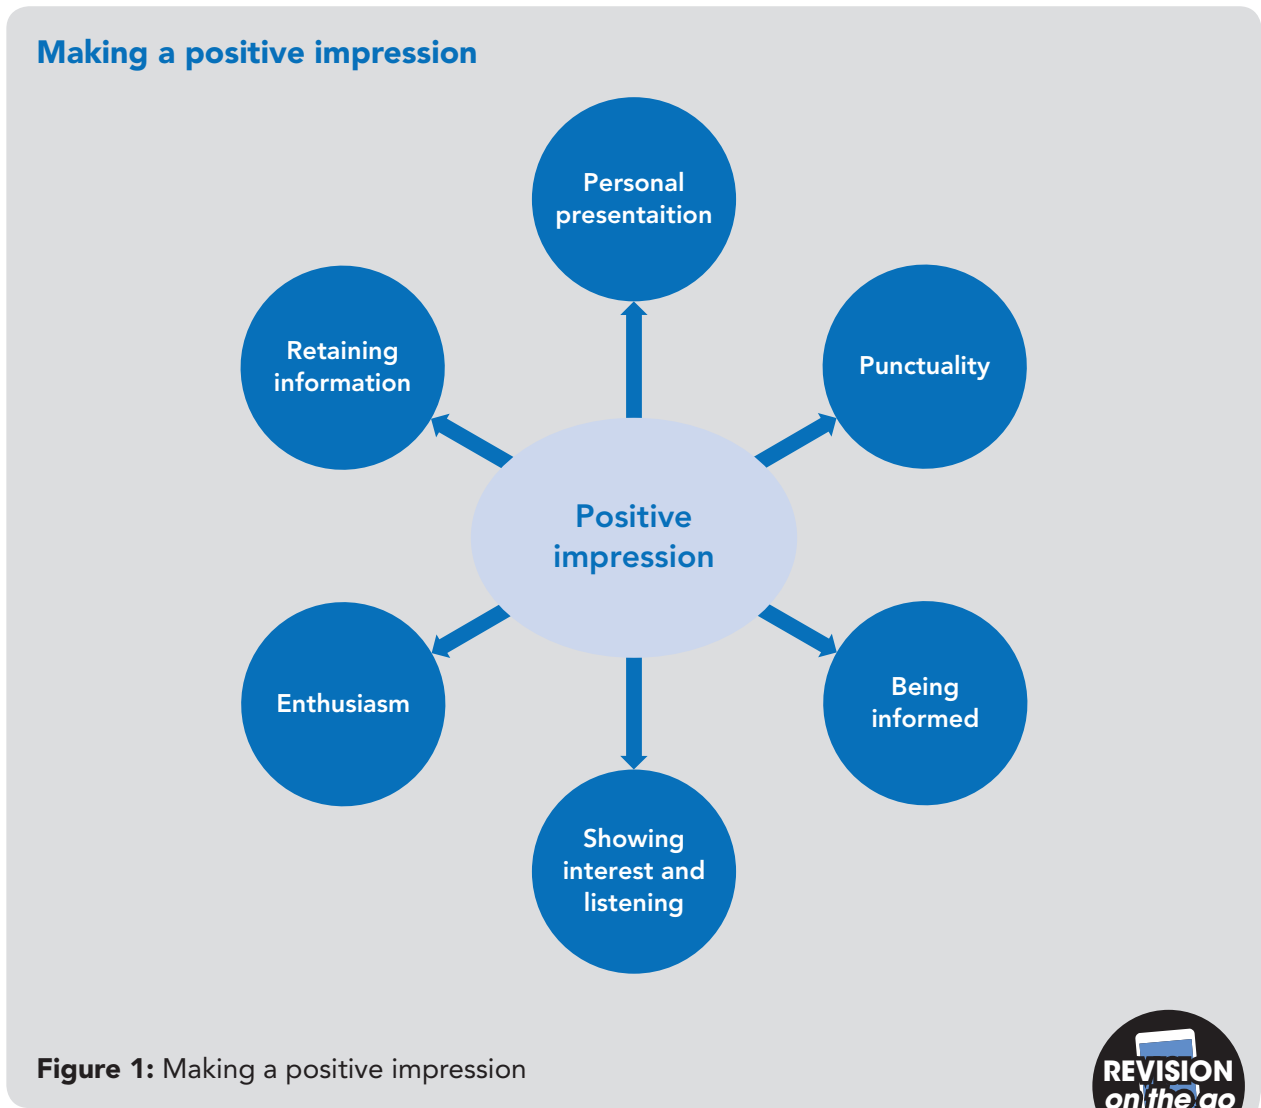 Making a positive impression
Personal
presentaition
Retaining
information
Punctuality
Positive
impression
Enthusiasm
Being
informed
Showing
interest and
listening
Figure 1: Making a positive impression
REVISION
on the go